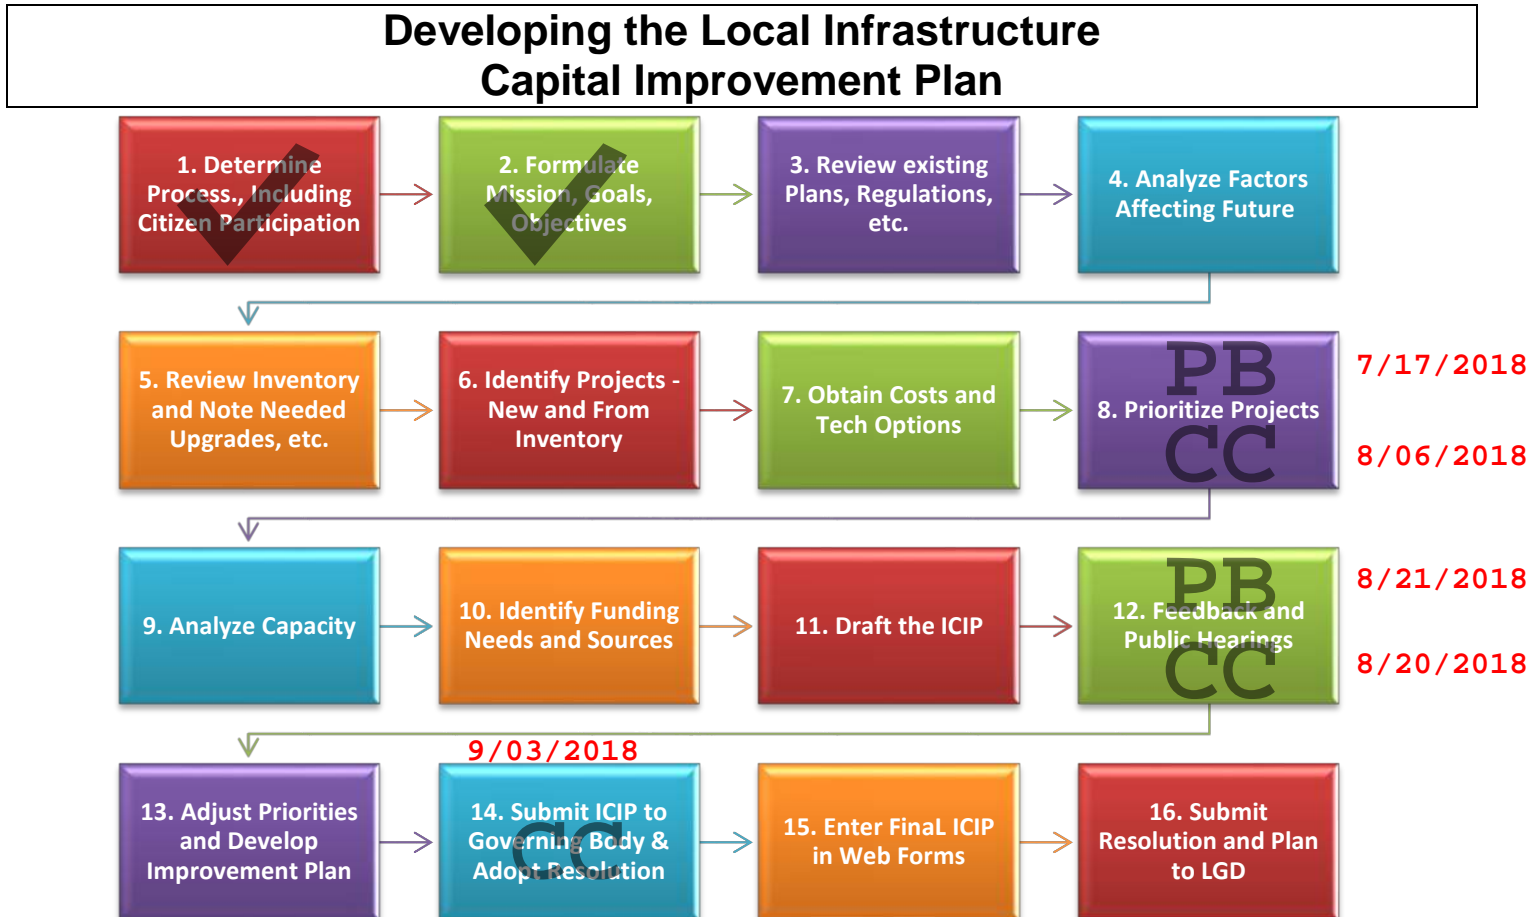 Developing the Local Infrastructure
Capital Improvement Plan
1. Determine
Process., Including
Citizen Participation
2. Formulate
Mission, Goals,
Objectives
3. Review existing
Plans, Regulations,
etc.
4. Analyze Factors
Affecting Future
5. Review Inventory
and Note Needed
Upgrades, etc.
6. Identify Projects -
New and From
Inventory
7. Obtain Costs and
Tech Options
PB
8. Prioritize Projects
CC
7/17/2018
8/06/2018
9. Analyze Capacity
10. Identify Funding
Needs and Sources
11. Draft the ICIP
PB
12. Feedback and
Public Hearings
CC
8/21/2018
8/20/2018
13. Adjust Priorities
and Develop
Improvement Plan
9/03/2018
14. Submit ICIP to
Governing Body &
Adopt Resolution
CC
15. Enter FinaL ICIP
in Web Forms
16. Submit
Resolution and Plan
to LGD